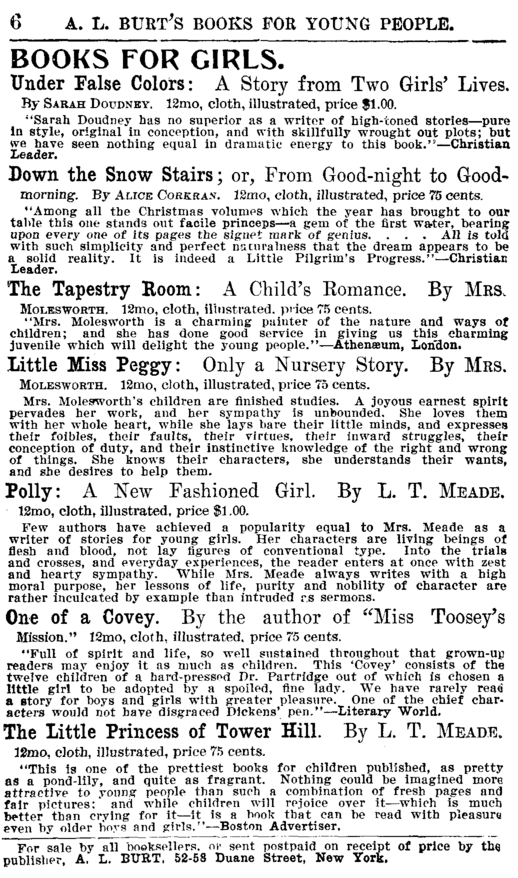 6 A. L. BURT'S BOOKS FOR YOUNG PEOPLE.
BOOKS FOR GIRLS.
Under False Colors: A Story from Two Girls' Lives.
By SARAH DOUDNEY. 12mo, cloth, illustrated, price $1.00.
"Sarah Doudney has no superior as a writer of high-toned stories—pure
in style, original in conception, and with skillfully wrought out plots; but
we have seen nothing equal in dramatic energy to this book."—Christian
Leader.
Down the Snow Stairs; or, From Good-night to Good-
morning. By ALICE CORKRAN. 12mo, cloth, illustrated, price 75 cents.
"Among all the Christmas volumes which the year has brought to our
table this one stands out facile princeps—a gem of the first water, bearing
upon every one of its pages the signet mark of genius. . . . All is told
with such simplicity and perfect naturalness that the dream appears to be
a solid reality. It is indeed a Little Pilgrim's Progress."—Christian
Leader.
The Tapestry Room: A Child's Romance. By MRS.
MOLESWORTH. 12mo, cloth, illustrated, price 75 cents.
"Mrs. Molesworth is a charming painter of the nature and ways of
children; and she has done good service in giving us this charming
juvenile which will delight the young people."—Athenæum, London.
Little Miss Peggy: Only a Nursery Story. By MRS.
MOLESWORTH. 12mo, cloth, illustrated, price 75 cents.
Mrs. Molesworth's children are finished studies. A joyous earnest spirit
pervades her work, and her sympathy is unbounded. She loves them
with her whole heart, while she lays bare their little minds, and expresses
their foibles, their faults, their virtues, their inward struggles, their
conception of duty, and their instinctive knowledge of the right and wrong
of things. She knows their characters, she understands their wants,
and she desires to help them.
Polly: A New Fashioned Girl. By L. T. MEADE.
12mo, cloth, illustrated, price $1.00.
Few authors have achieved a popularity equal to Mrs. Meade as a
writer of stories for young girls. Her characters are living beings of
flesh and blood, not lay figures of conventional type. Into the trials
and crosses, and everyday experiences, the reader enters at once with zest
and hearty sympathy. While Mrs. Meade always writes with a high
moral purpose, her lessons of life, purity and nobility of character are
rather inculcated by example than intruded as sermons.
One of a Covey. By the author of "Miss Toosey's
Mission." 12mo, cloth, illustrated, price 75 cents.
"Full of spirit and life, so well sustained throughout that grown-up
readers may enjoy it as much as children. This 'Covey' consists of the
twelve children of a hard-pressed Dr. Partridge out of which is chosen a
little girl to be adopted by a spoiled, fine lady. We have rarely read
a story for boys and girls with greater pleasure. One of the chief char-
acters would not have disgraced Dickens' pen."—Literary World.
The Little Princess of Tower Hill. By L. T. MEADE.
12mo, cloth, illustrated, price 75 cents.
"This is one of the prettiest books for children published, as pretty
as a pond-lily, and quite as fragrant. Nothing could be imagined more
attractive to young people than such a combination of fresh pages and
fair pictures; and while children will rejoice over it—which is much
better than crying for it—it is a book that can be read with pleasure
even by older boys and girls."—Boston Advertiser.
For sale by all booksellers, or sent postpaid on receipt of price by the
publisher, A. L. BURT, 52-58 Duane Street, New York.